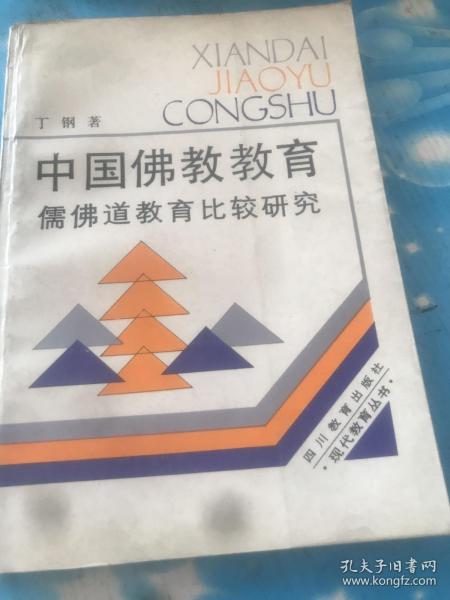 XIANDAI
JIAOYU
CONGSHU
丁钢著
中国佛教教育
儒佛道教育比较研究
四川教育出版社
·现代教育丛书·
孔夫子旧书网
www.kongfz.com